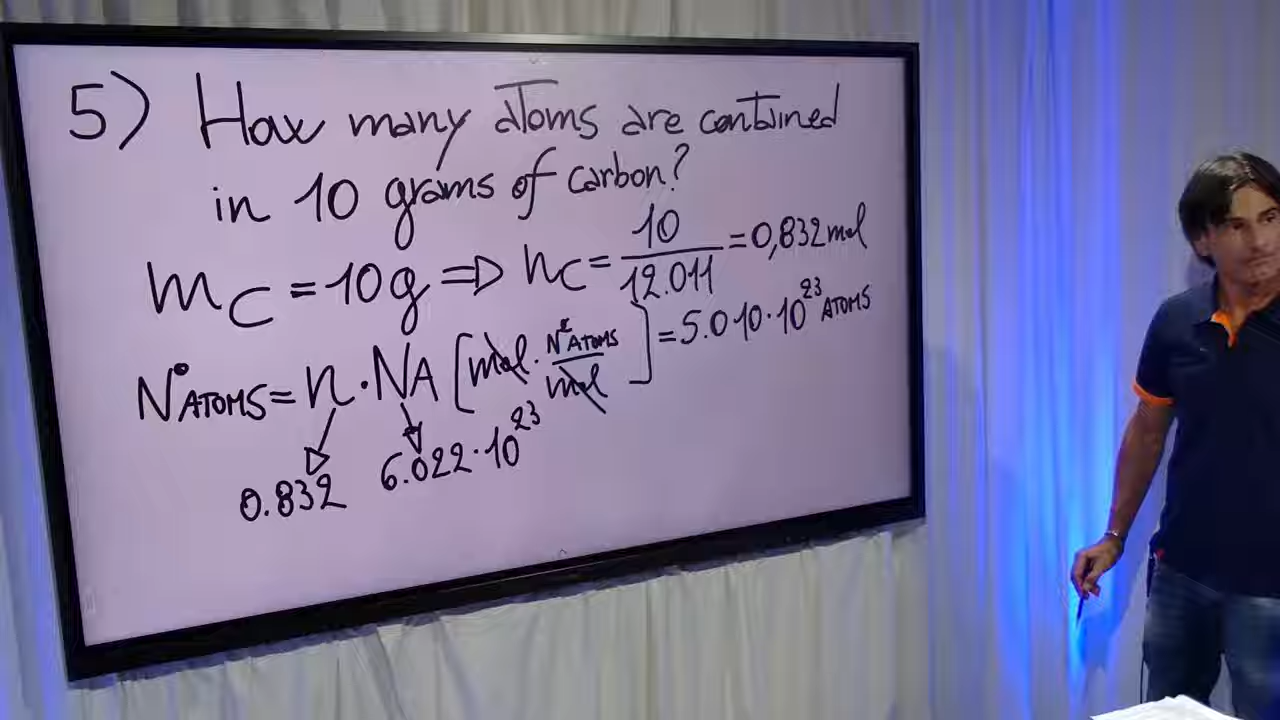 5) How many atoms are contained
in 10 grams of carbon?
mC = 10g ⇒ nC = 10/12.011 = 0,832 mol
N° ATOMS = n · NA [mol · N° ATOMS/mol] = 5.010 · 10^23 ATOMS
0.832 6.022 · 10^23